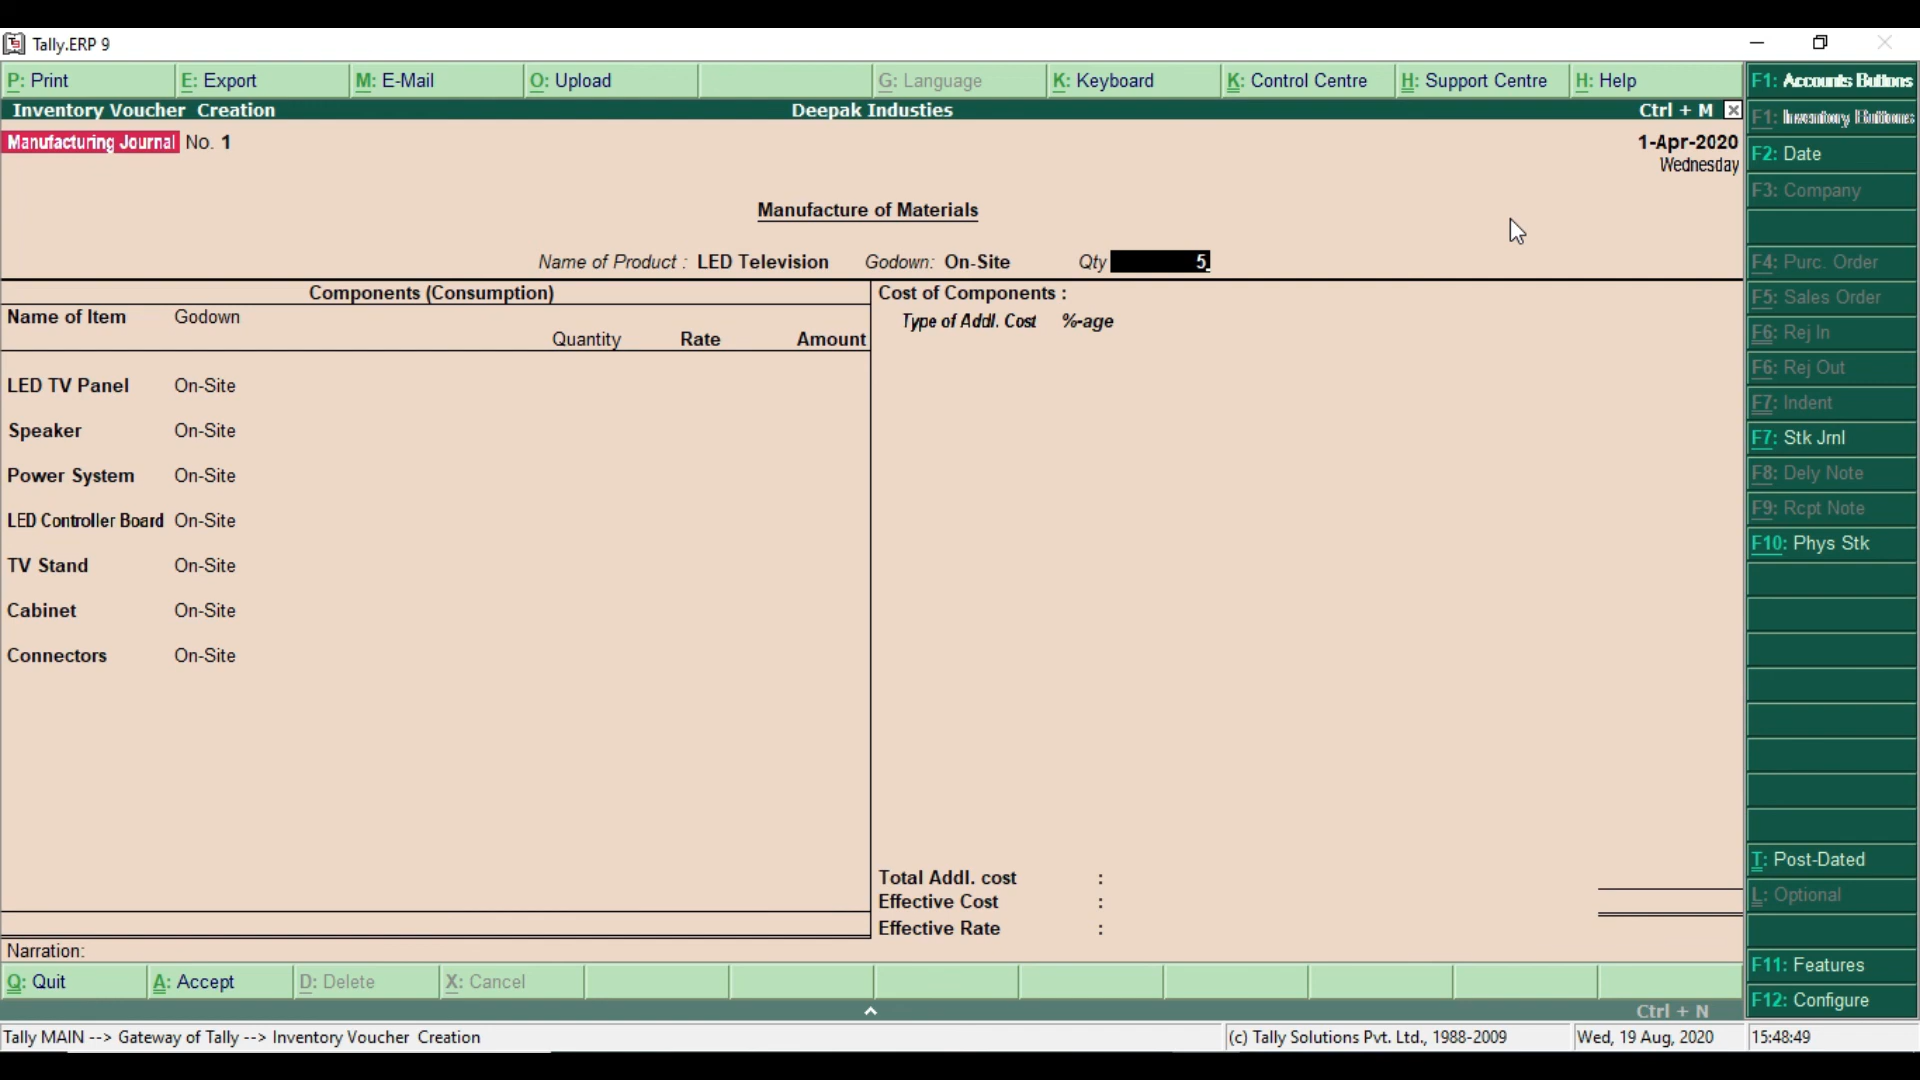 Tally.ERP 9
P: Print E: Export M: E-Mail O: Upload G: Language K: Keyboard K: Control Centre H: Support Centre H: Help
F1: Accounts Buttons
Inventory Voucher Creation Deepak Industies Ctrl + M
F1: Inventory Buttons
Manufacturing Journal No. 1 1-Apr-2020
Wednesday
F2: Date
F3: Company
Manufacture of Materials
Name of Product : LED Television Godown: On-Site Qty 5
F4: Purc. Order
F5: Sales Order
F6: Rej In
F6: Rej Out
F7: Indent
F7: Stk Jrnl
F8: Dely Note
F9: Rcpt Note
F10: Phys Stk
Components (Consumption)
Name of Item Godown
Quantity Rate Amount
LED TV Panel On-Site
Speaker On-Site
Power System On-Site
LED Controller Board On-Site
TV Stand On-Site
Cabinet On-Site
Connectors On-Site
Cost of Components :
Type of Addl. Cost %-age
Total Addl. cost :
Effective Cost :
Effective Rate :
T: Post-Dated
L: Optional
F11: Features
F12: Configure
Narration:
Q: Quit A: Accept D: Delete X: Cancel
Ctrl + N
Tally MAIN --> Gateway of Tally --> Inventory Voucher Creation (c) Tally Solutions Pvt. Ltd., 1988-2009 Wed, 19 Aug, 2020 15:48:49